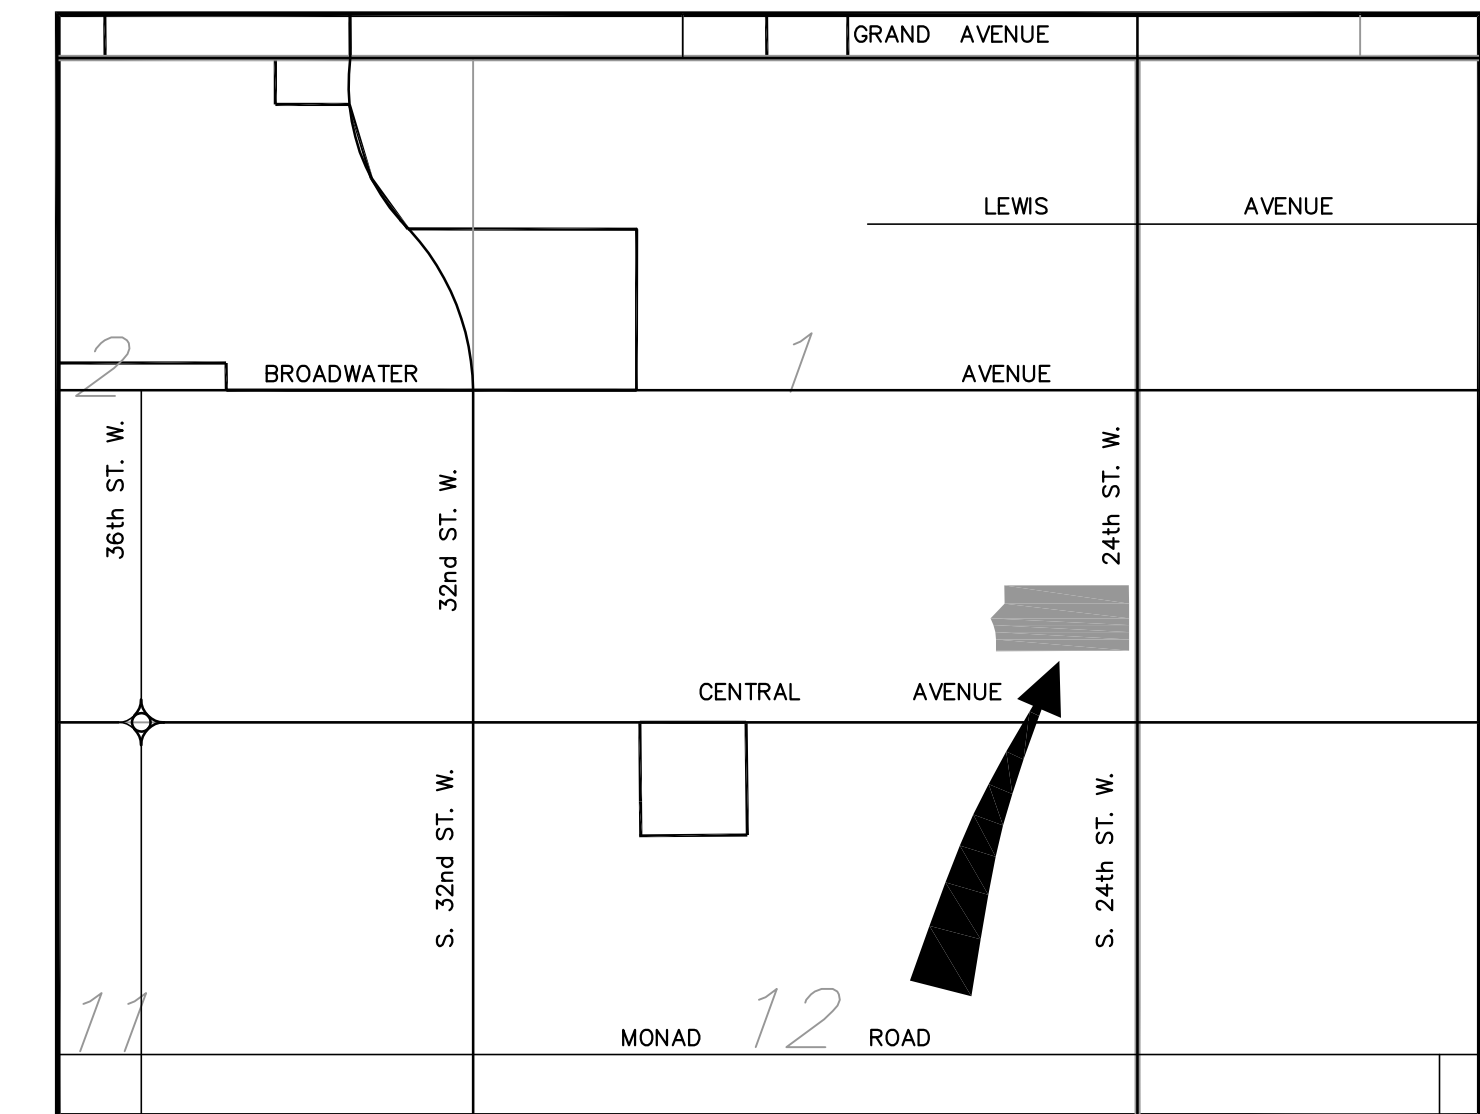 GRAND AVENUE
LEWIS AVENUE
2
1
BROADWATER AVENUE
36th ST. W.
32nd ST. W.
24th ST. W.
CENTRAL AVENUE
S. 32nd ST. W.
S. 24th ST. W.
11
12
MONAD ROAD